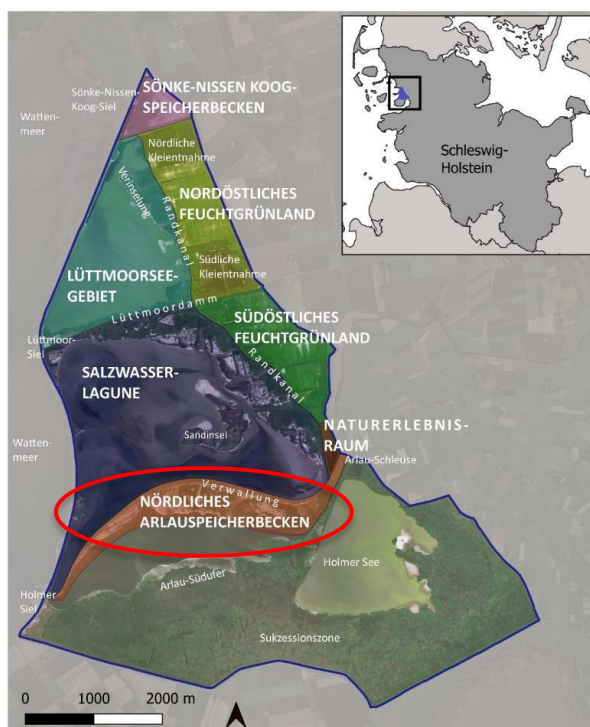 SÖNKE-NISSEN KOOG-
SPEICHERBECKEN
Sönke-Nissen-
Koog-Siel
Watten-
meer
Nördliche
Kleientnahme
Verinselung
Randkanal
NORDÖSTLICHES
FEUCHTGRÜNLAND
Südliche
Kleientnahme
LÜTTMOORSEE-
GEBIET
Lüttmoordamm
SÜDÖSTLICHES
FEUCHTGRÜNLAND
Lüttmoor-
Siel
Randkanal
SALZWASSER-
LAGUNE
Sandinsel
NATURERLEBNIS-
RAUM
Arlau-Schleuse
Watten-
meer
Verwallung
NÖRDLICHES
ARLAUSPEICHERBECKEN
Holmer See
Arlau-Südufer
Holmer
Siel
Sukzessionszone
0 1000 2000 m
Schleswig-
Holstein